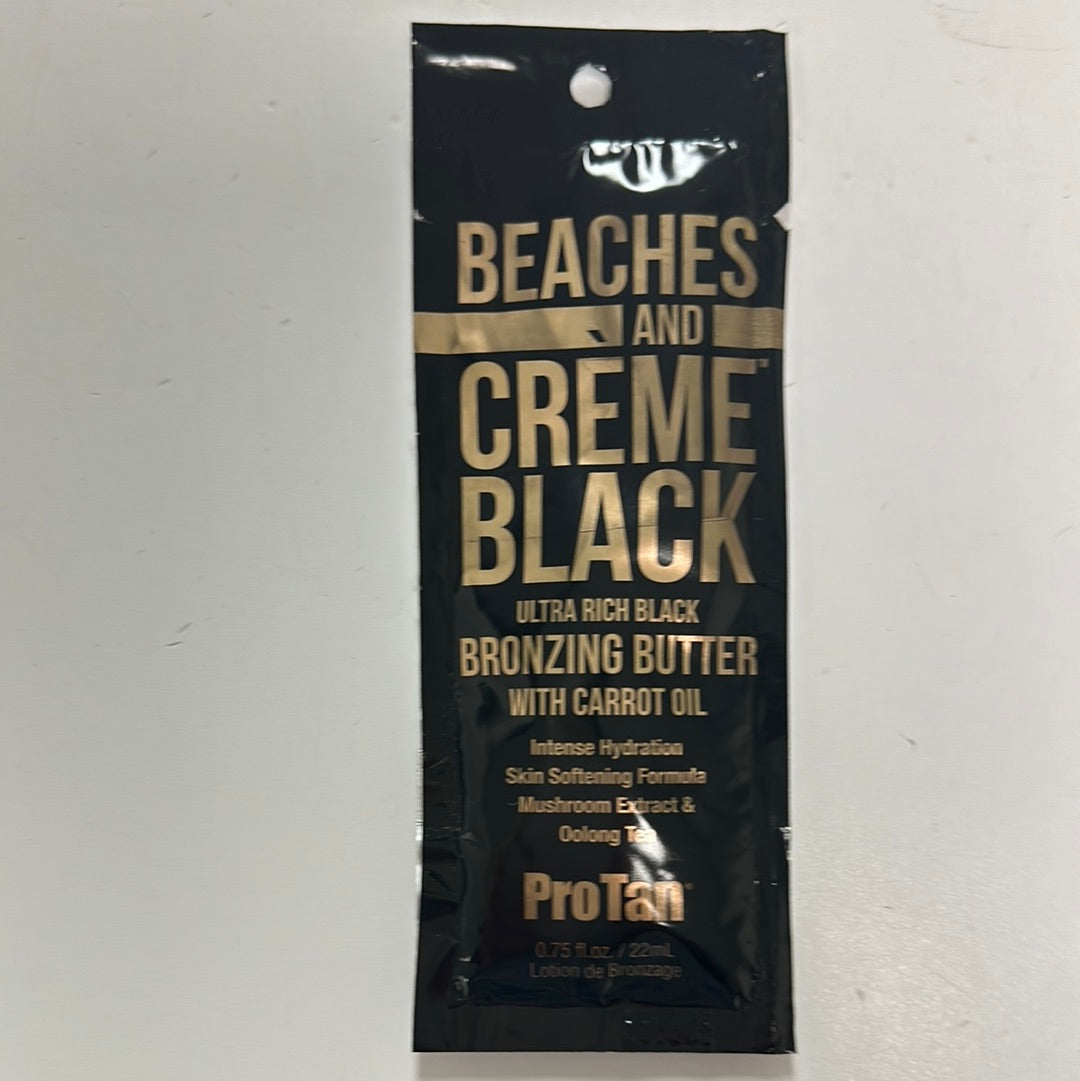 BEACHES
AND
CRÈME™
BLACK
ULTRA RICH BLACK
BRONZING BUTTER
WITH CARROT OIL
Intense Hydration
Skin Softening Formula
Mushroom Extract &
Oolong Tea
ProTan
0.75 fl.oz. / 22mL
Lotion de Bronzage